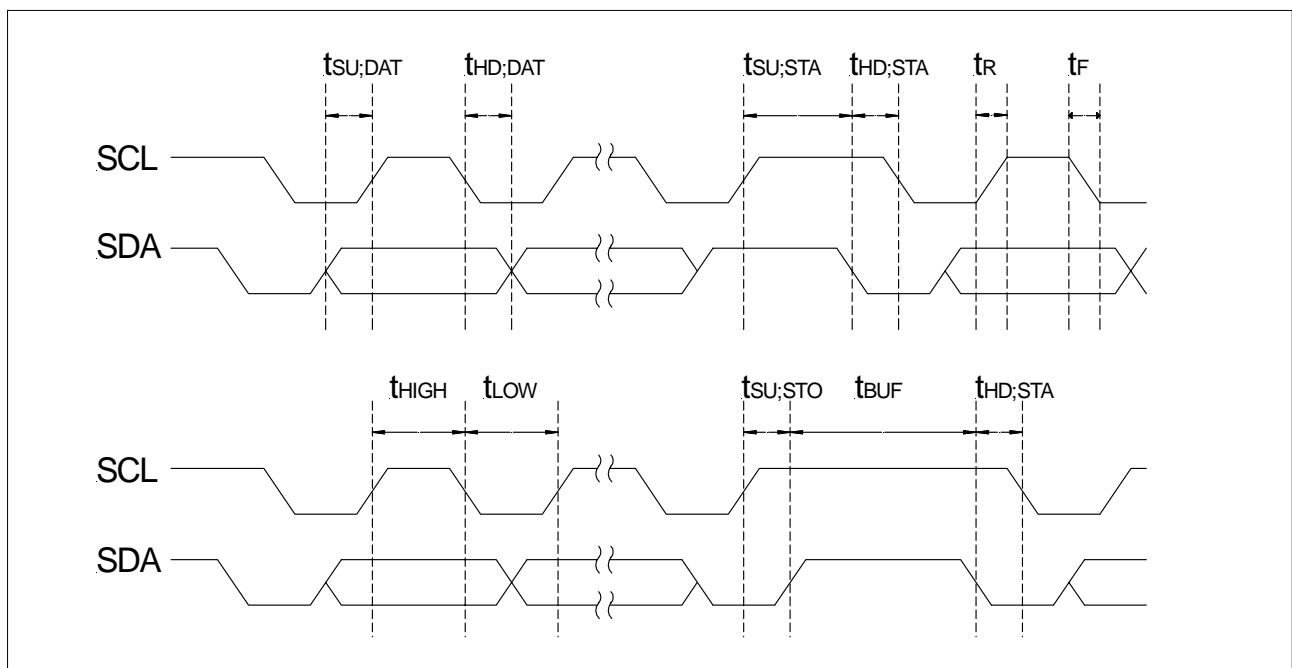 tSU;DAT tHD;DAT tSU;STA tHD;STA tR tF
SCL
SDA
tHIGH tLOW tSU;STO tBUF tHD;STA
SCL
SDA